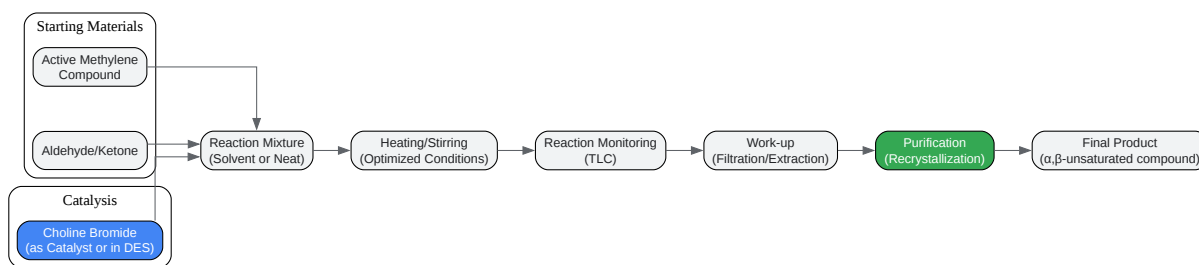 Starting Materials
Active Methylene
Compound
Aldehyde/Ketone
Catalysis
Choline Bromide
(as Catalyst or in DES)
Reaction Mixture
(Solvent or Neat)
Heating/Stirring
(Optimized Conditions)
Reaction Monitoring
(TLC)
Work-up
(Filtration/Extraction)
Purification
(Recrystallization)
Final Product
(α,β-unsaturated compound)